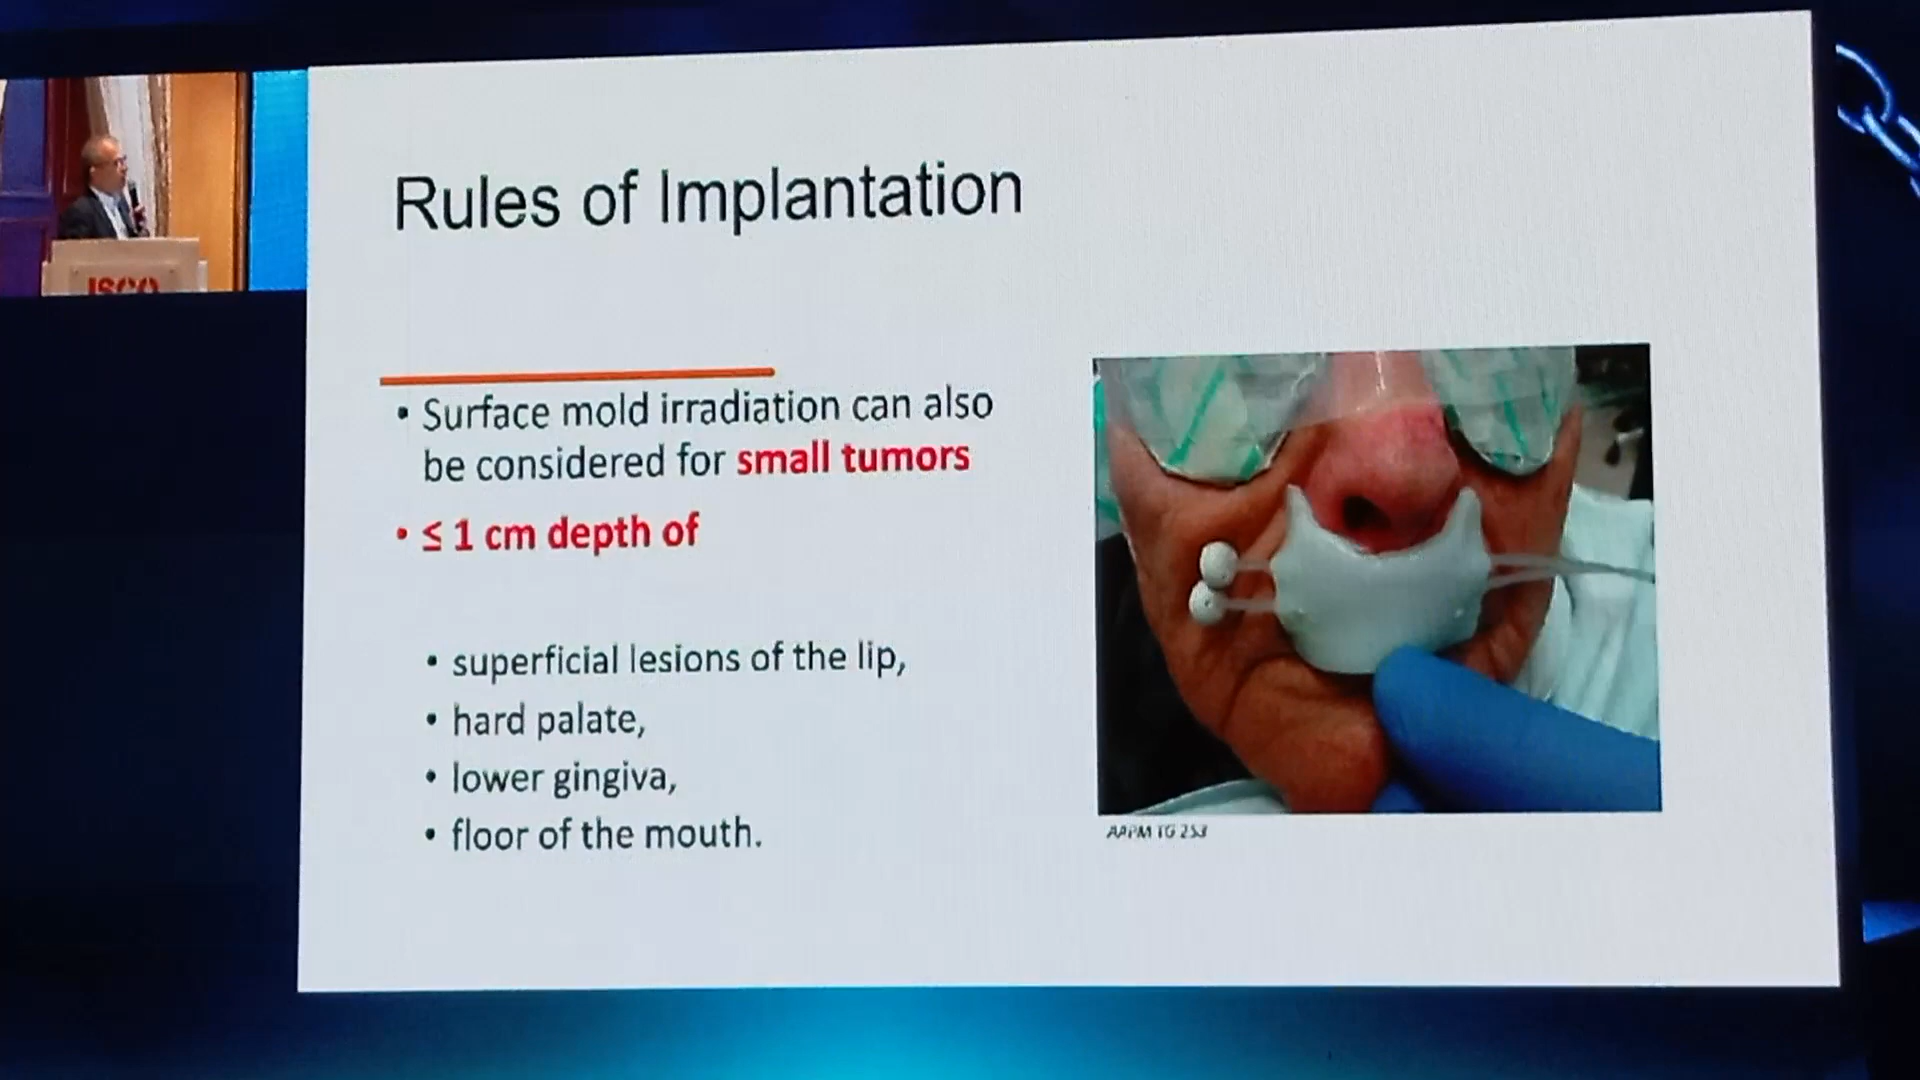 Rules of Implantation
• Surface mold irradiation can also
be considered for small tumors
• ≤ 1 cm depth of
• superficial lesions of the lip,
• hard palate,
• lower gingiva,
• floor of the mouth.
AAPM TG 253